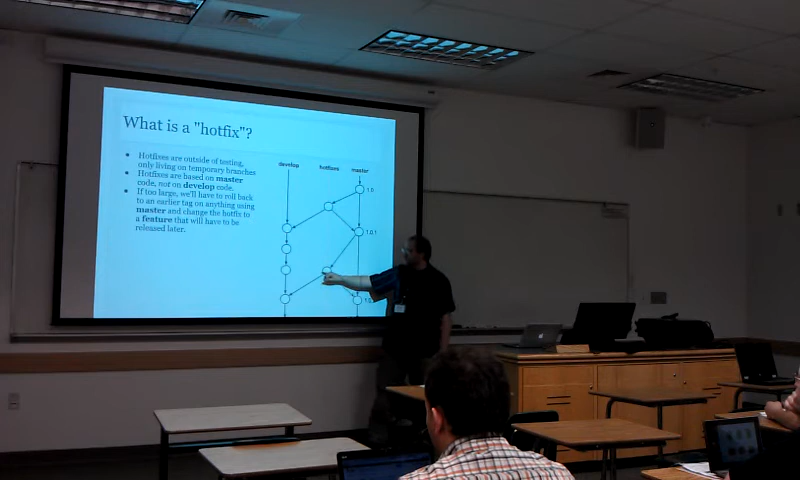 What is a "hotfix"?
Hotfixes are outside of testing,
only living on temporary branches
Hotfixes are based on master
code, not on develop code.
If too large, we'll have to roll back
to an earlier tag on anything using
master and change the hotfix to
a feature that will have to be
released later.
develop hotfixes master
1.0
1.0.1